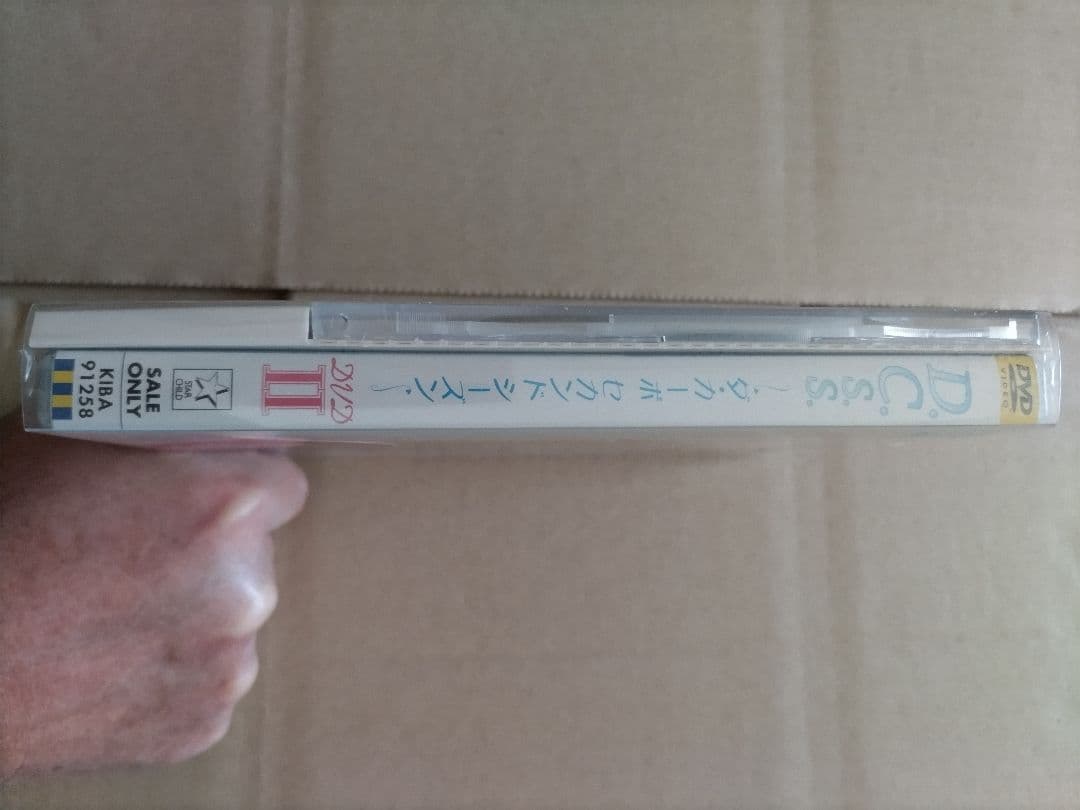 DVD
VIDEO
D.
C.
S.
S.
～ダ・カーポ セカンドシーズン～
DVD
II
STAR
CHILD
SALE
ONLY
KIBA
91258